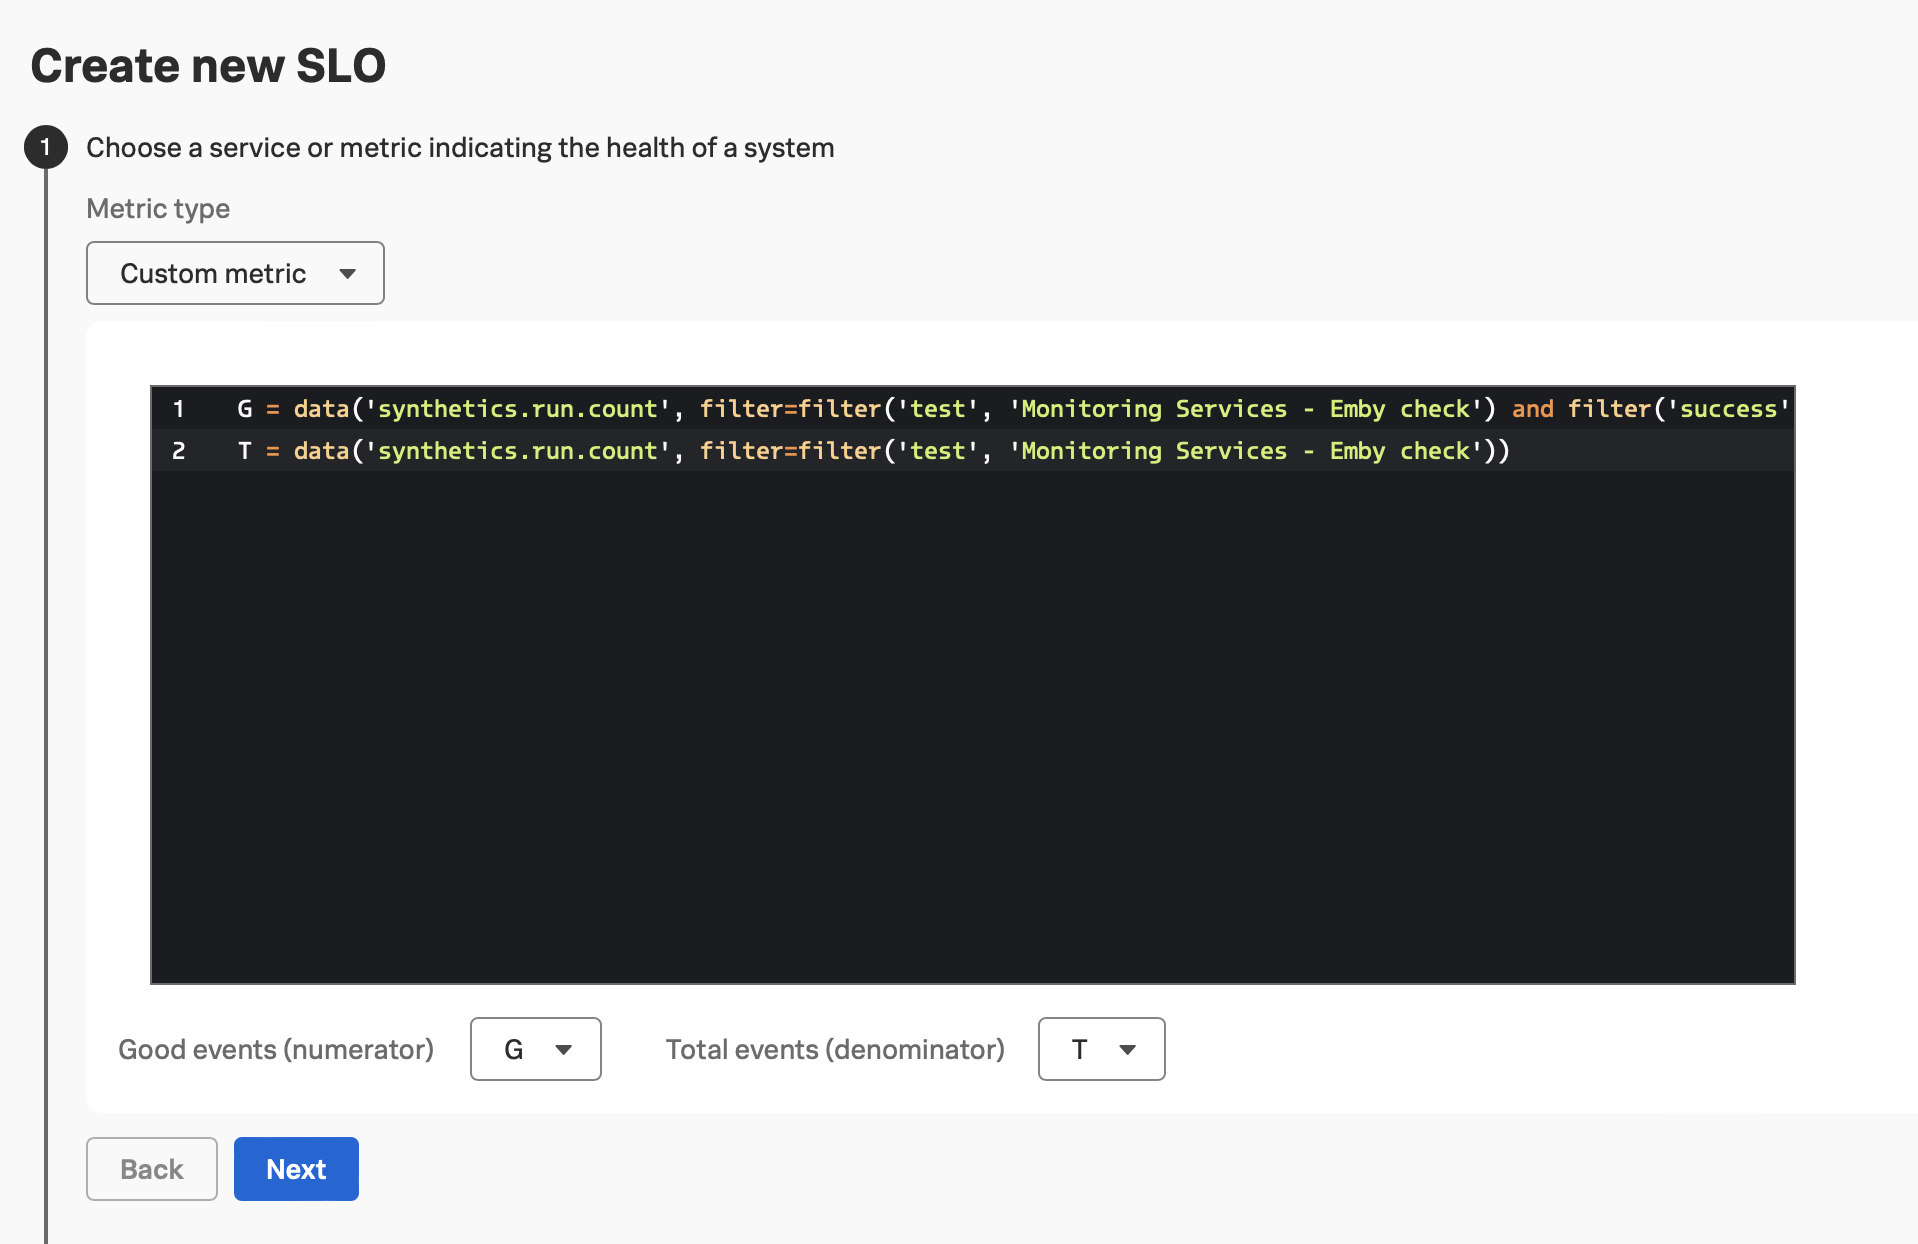 Create new SLO
1 Choose a service or metric indicating the health of a system
Metric type
Custom metric
1 G = data('synthetics.run.count', filter=filter('test', 'Monitoring Services - Emby check') and filter('success'
2 T = data('synthetics.run.count', filter=filter('test', 'Monitoring Services - Emby check'))
Good events (numerator) G Total events (denominator) T
Back Next